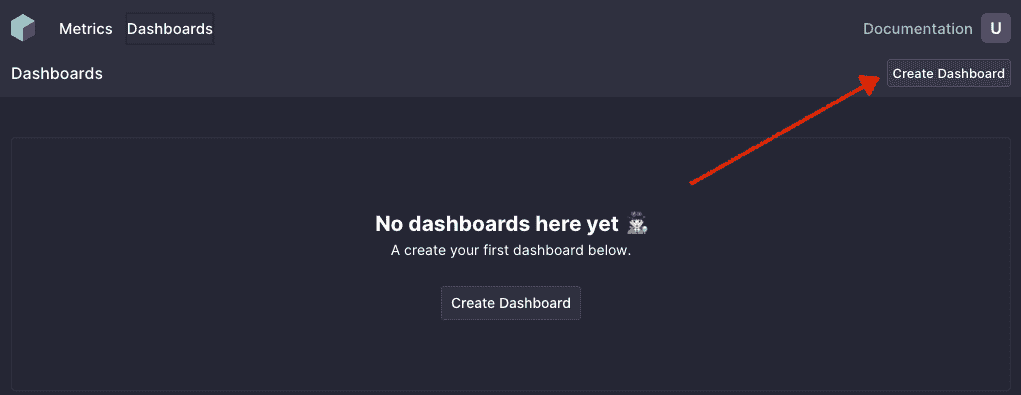 Metrics Dashboards Documentation U
Dashboards Create Dashboard
No dashboards here yet
A create your first dashboard below.
Create Dashboard